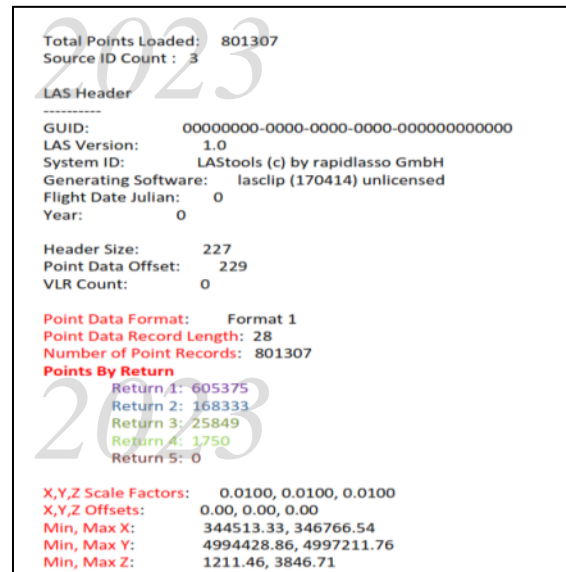 2023
Total Points Loaded: 801307
Source ID Count : 3
LAS Header
----------
GUID: 00000000-0000-0000-0000-000000000000
LAS Version: 1.0
System ID: LAStools (c) by rapidlasso GmbH
Generating Software: lasclip (170414) unlicensed
Flight Date Julian: 0
Year: 0
Header Size: 227
Point Data Offset: 229
VLR Count: 0
Point Data Format: Format 1
Point Data Record Length: 28
Number of Point Records: 801307
Points By Return
Return 1: 605375
Return 2: 168333
Return 3: 25849
Return 4: 1750
Return 5: 0
2023
X,Y,Z Scale Factors: 0.0100, 0.0100, 0.0100
X,Y,Z Offsets: 0.00, 0.00, 0.00
Min, Max X: 344513.33, 346766.54
Min, Max Y: 4994428.86, 4997211.76
Min, Max Z: 1211.46, 3846.71